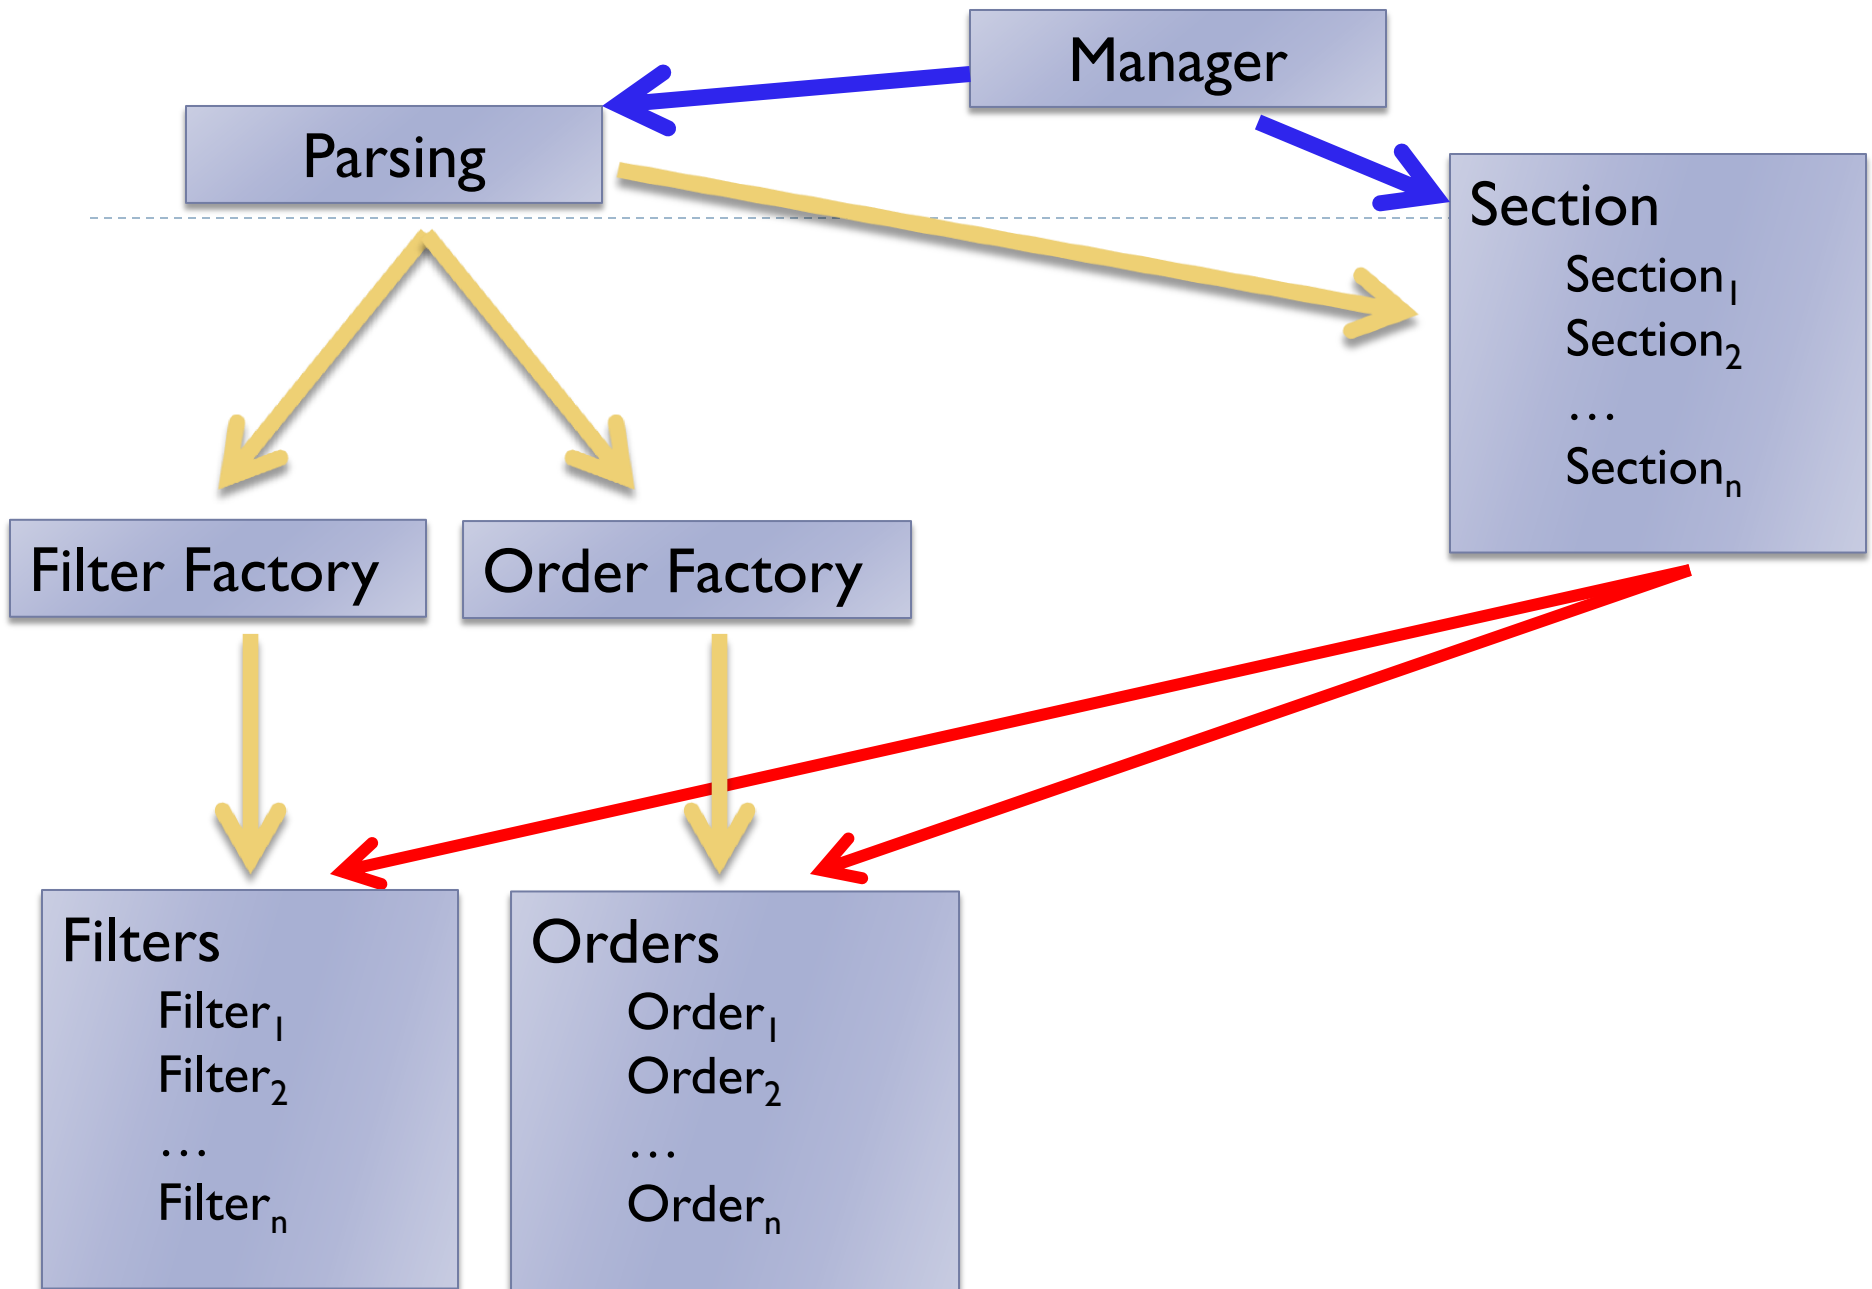 Manager
Parsing
Section
Section₁
Section₂
…
Sectionₙ
Filter Factory
Order Factory
Filters
Filter₁
Filter₂
…
Filterₙ
Orders
Order₁
Order₂
…
Orderₙ